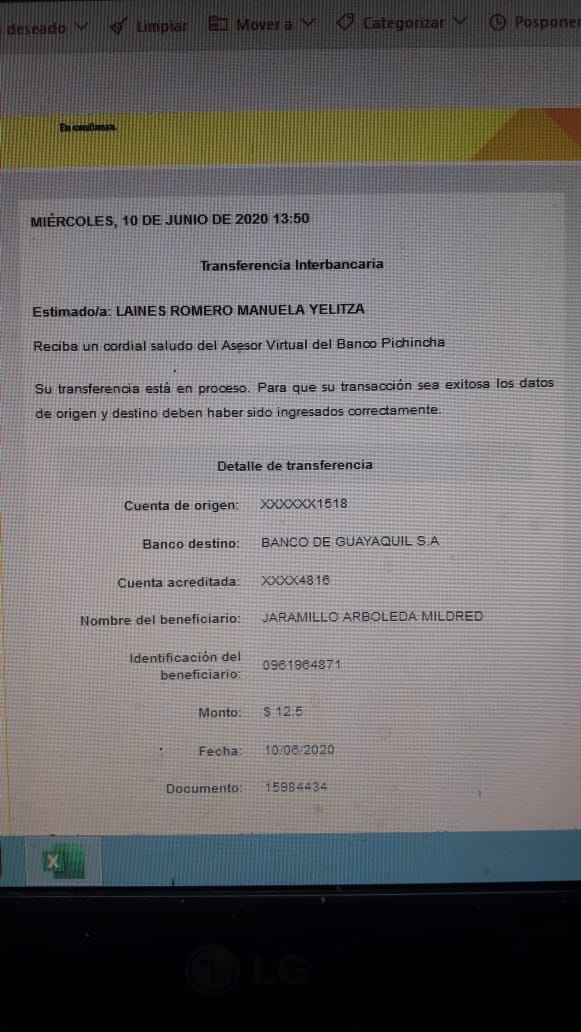 deseado
Limpiar
Mover a
Categorizar
Posponer
En confianza.
MIÉRCOLES, 10 DE JUNIO DE 2020 13:50
Transferencia Interbancaria
Estimado/a: LAINES ROMERO MANUELA YELITZA
Reciba un cordial saludo del Asesor Virtual del Banco Pichincha
Su transferencia está en proceso. Para que su transacción sea exitosa los datos
de origen y destino deben haber sido ingresados correctamente.
Detalle de transferencia
Cuenta de origen: XXXXXX1518
Banco destino: BANCO DE GUAYAQUIL S.A
Cuenta acreditada: XXXX4816
Nombre del beneficiario: JARAMILLO ARBOLEDA MILDRED
Identificación del
beneficiario: 0961964871
Monto: $ 12.5
Fecha: 10/06/2020
Documento: 15984434
X
LG